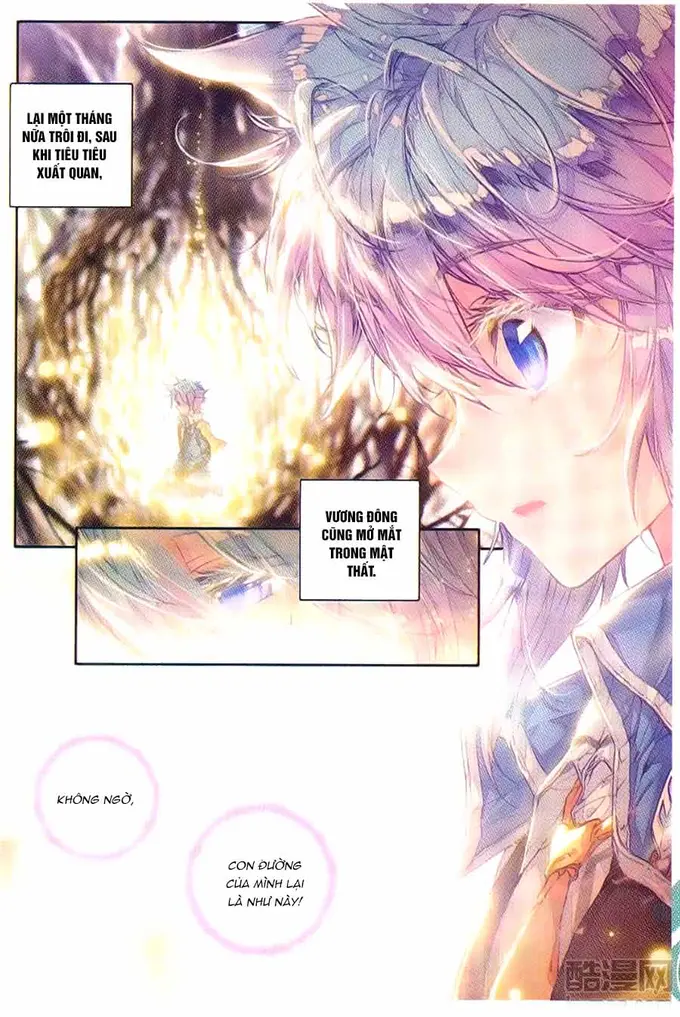 LẠI MỘT THÁNG
NỮA TRÔI ĐI, SAU
KHI TIÊU TIÊU
XUẤT QUAN,
VƯƠNG ĐÔNG
CŨNG MỞ MẮT
TRONG MẬT
THẤT.
KHÔNG NGỜ,
CON ĐƯỜNG
CỦA MÌNH LẠI
LÀ NHƯ NÀY!
酷漫网